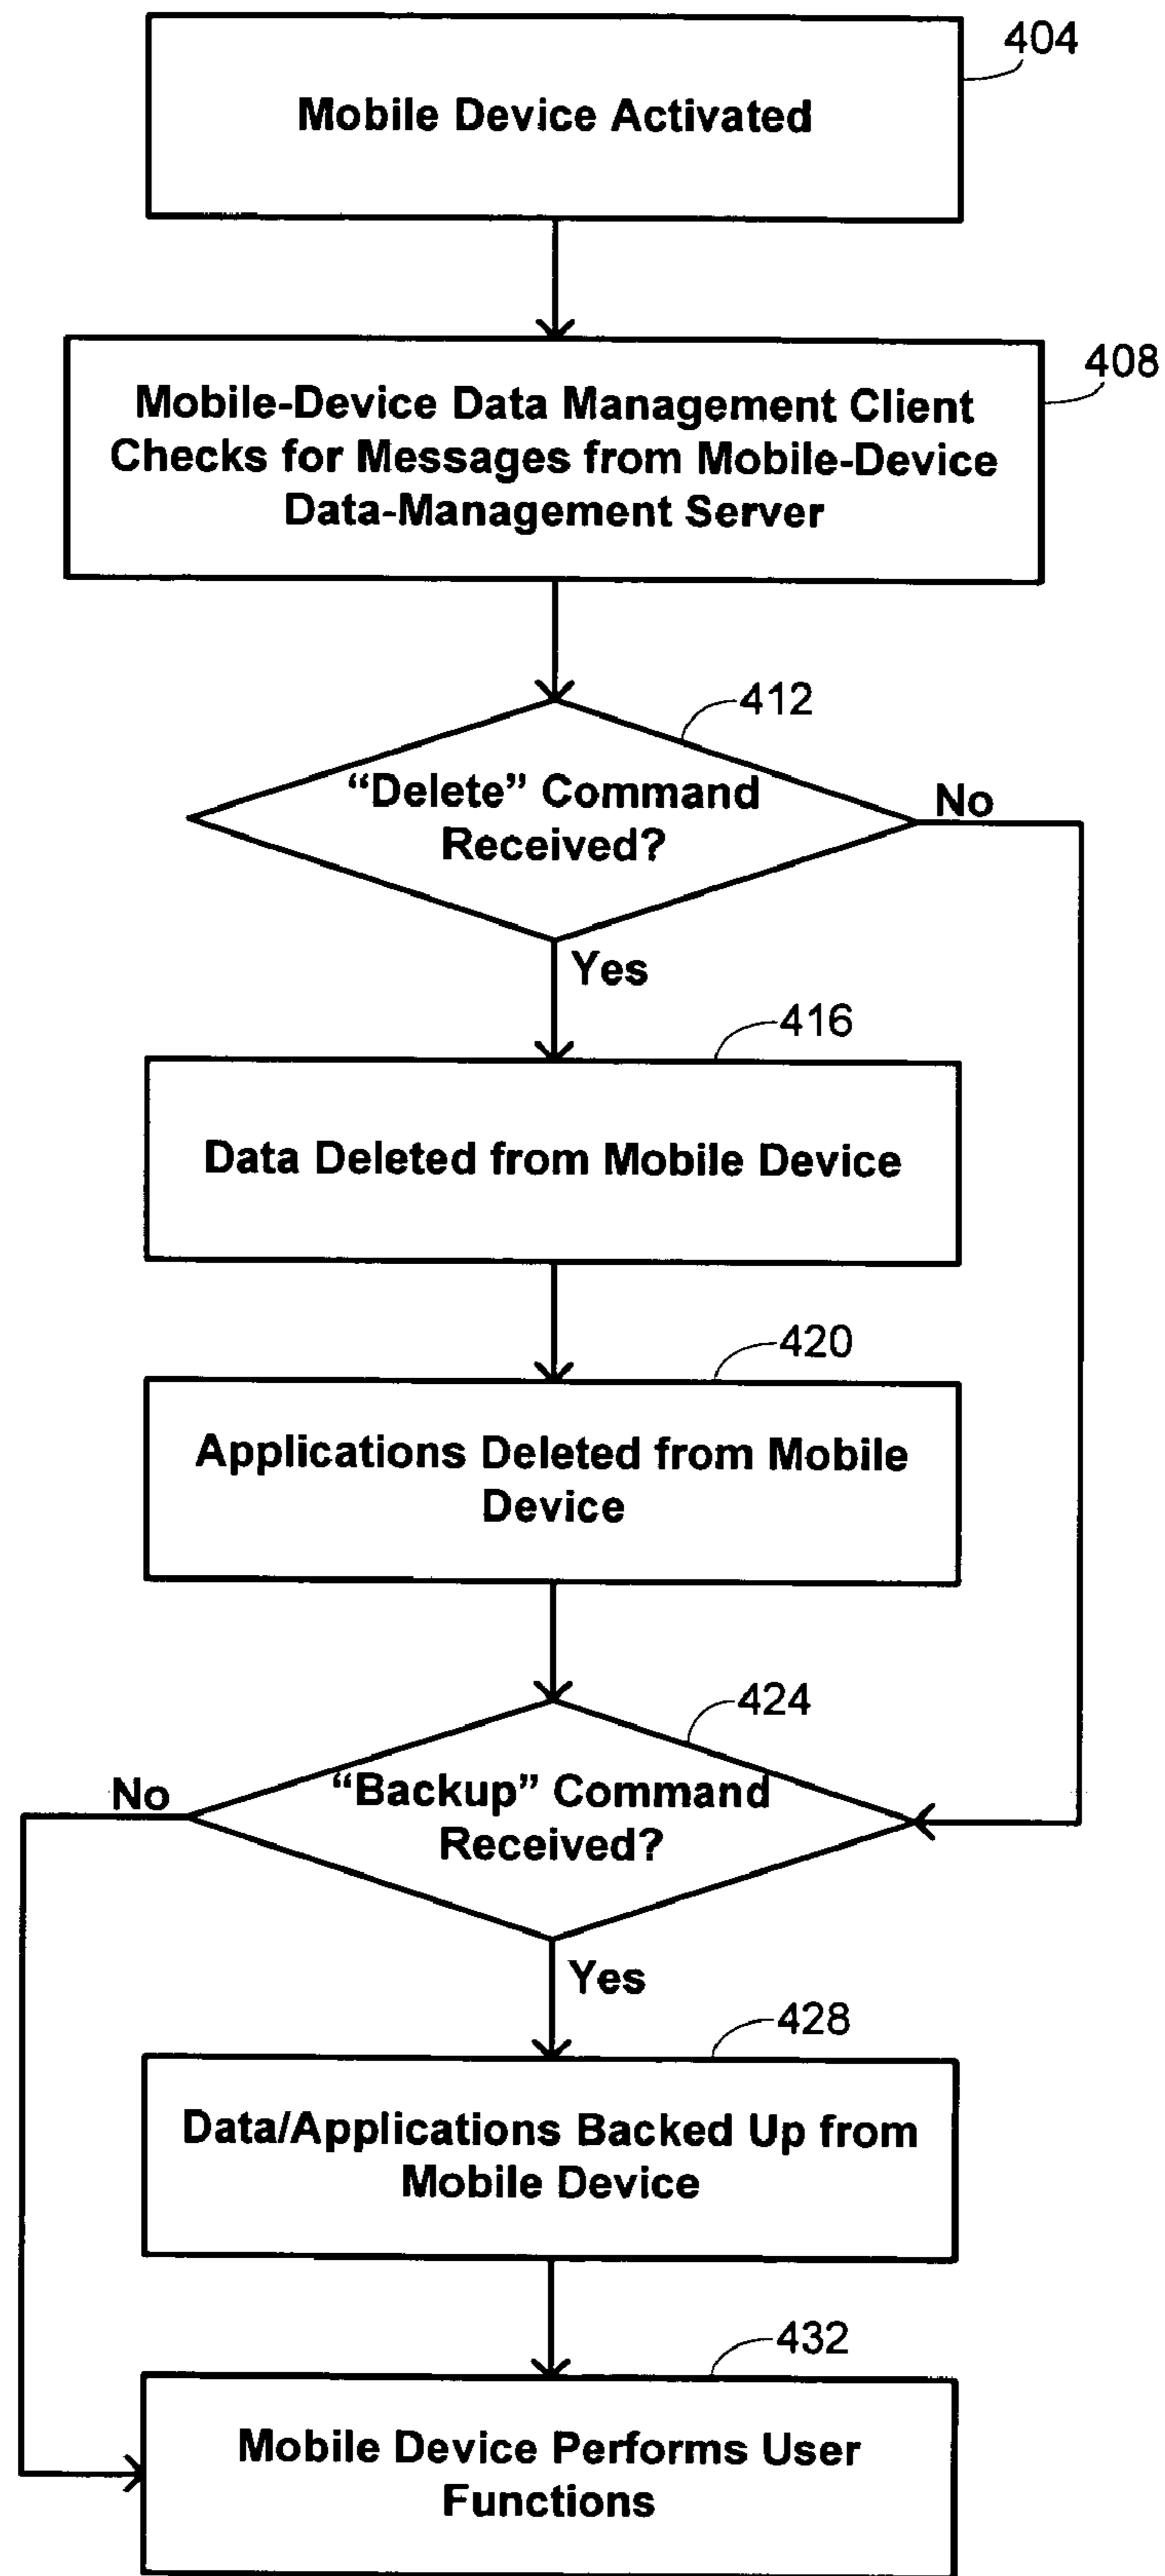 404
Mobile Device Activated
408
Mobile-Device Data Management Client
Checks for Messages from Mobile-Device
Data-Management Server
412
“Delete” Command
Received?
No
Yes
416
Data Deleted from Mobile Device
420
Applications Deleted from Mobile
Device
424
“Backup” Command
Received?
No
Yes
428
Data/Applications Backed Up from
Mobile Device
432
Mobile Device Performs User
Functions